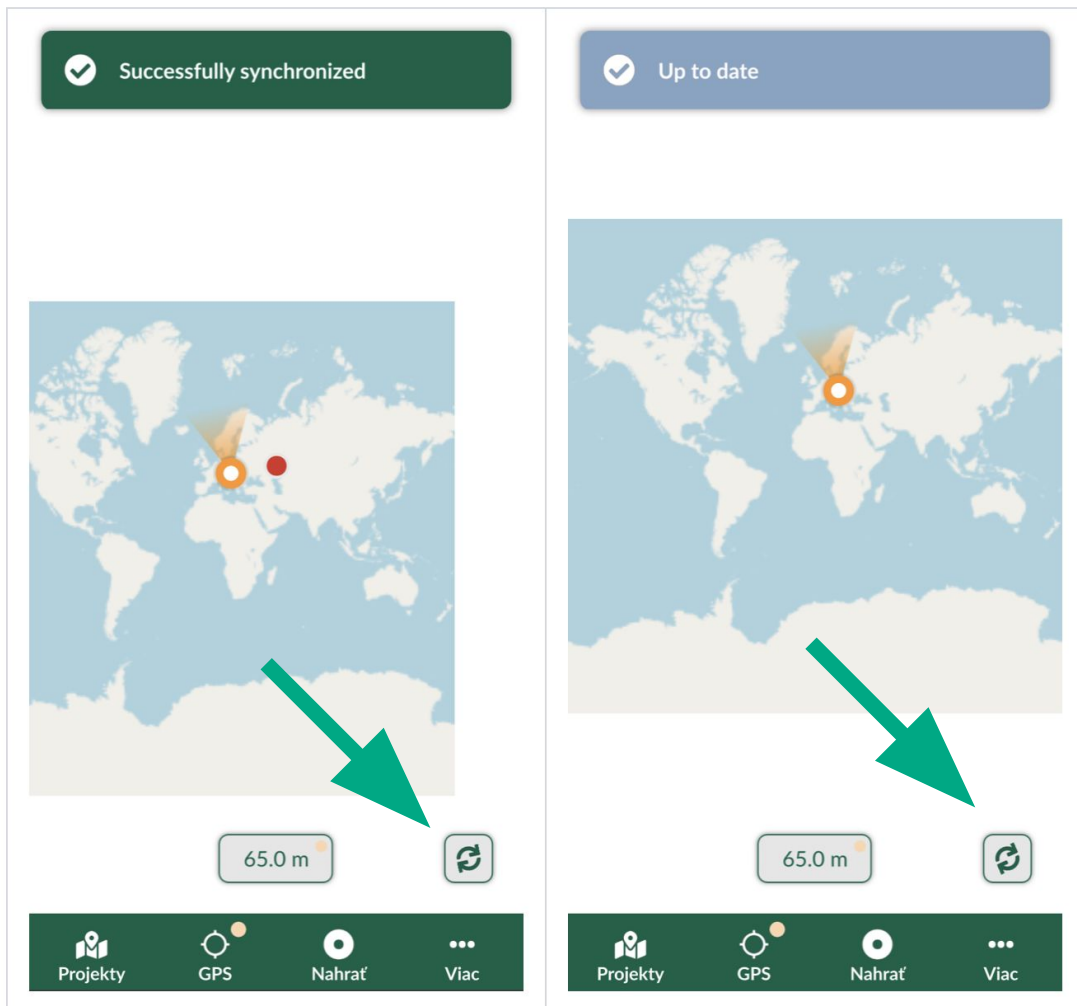 Successfully synchronized
65.0 m
Projekty
GPS
Nahrať
Viac
Up to date
65.0 m
Projekty
GPS
Nahrať
Viac